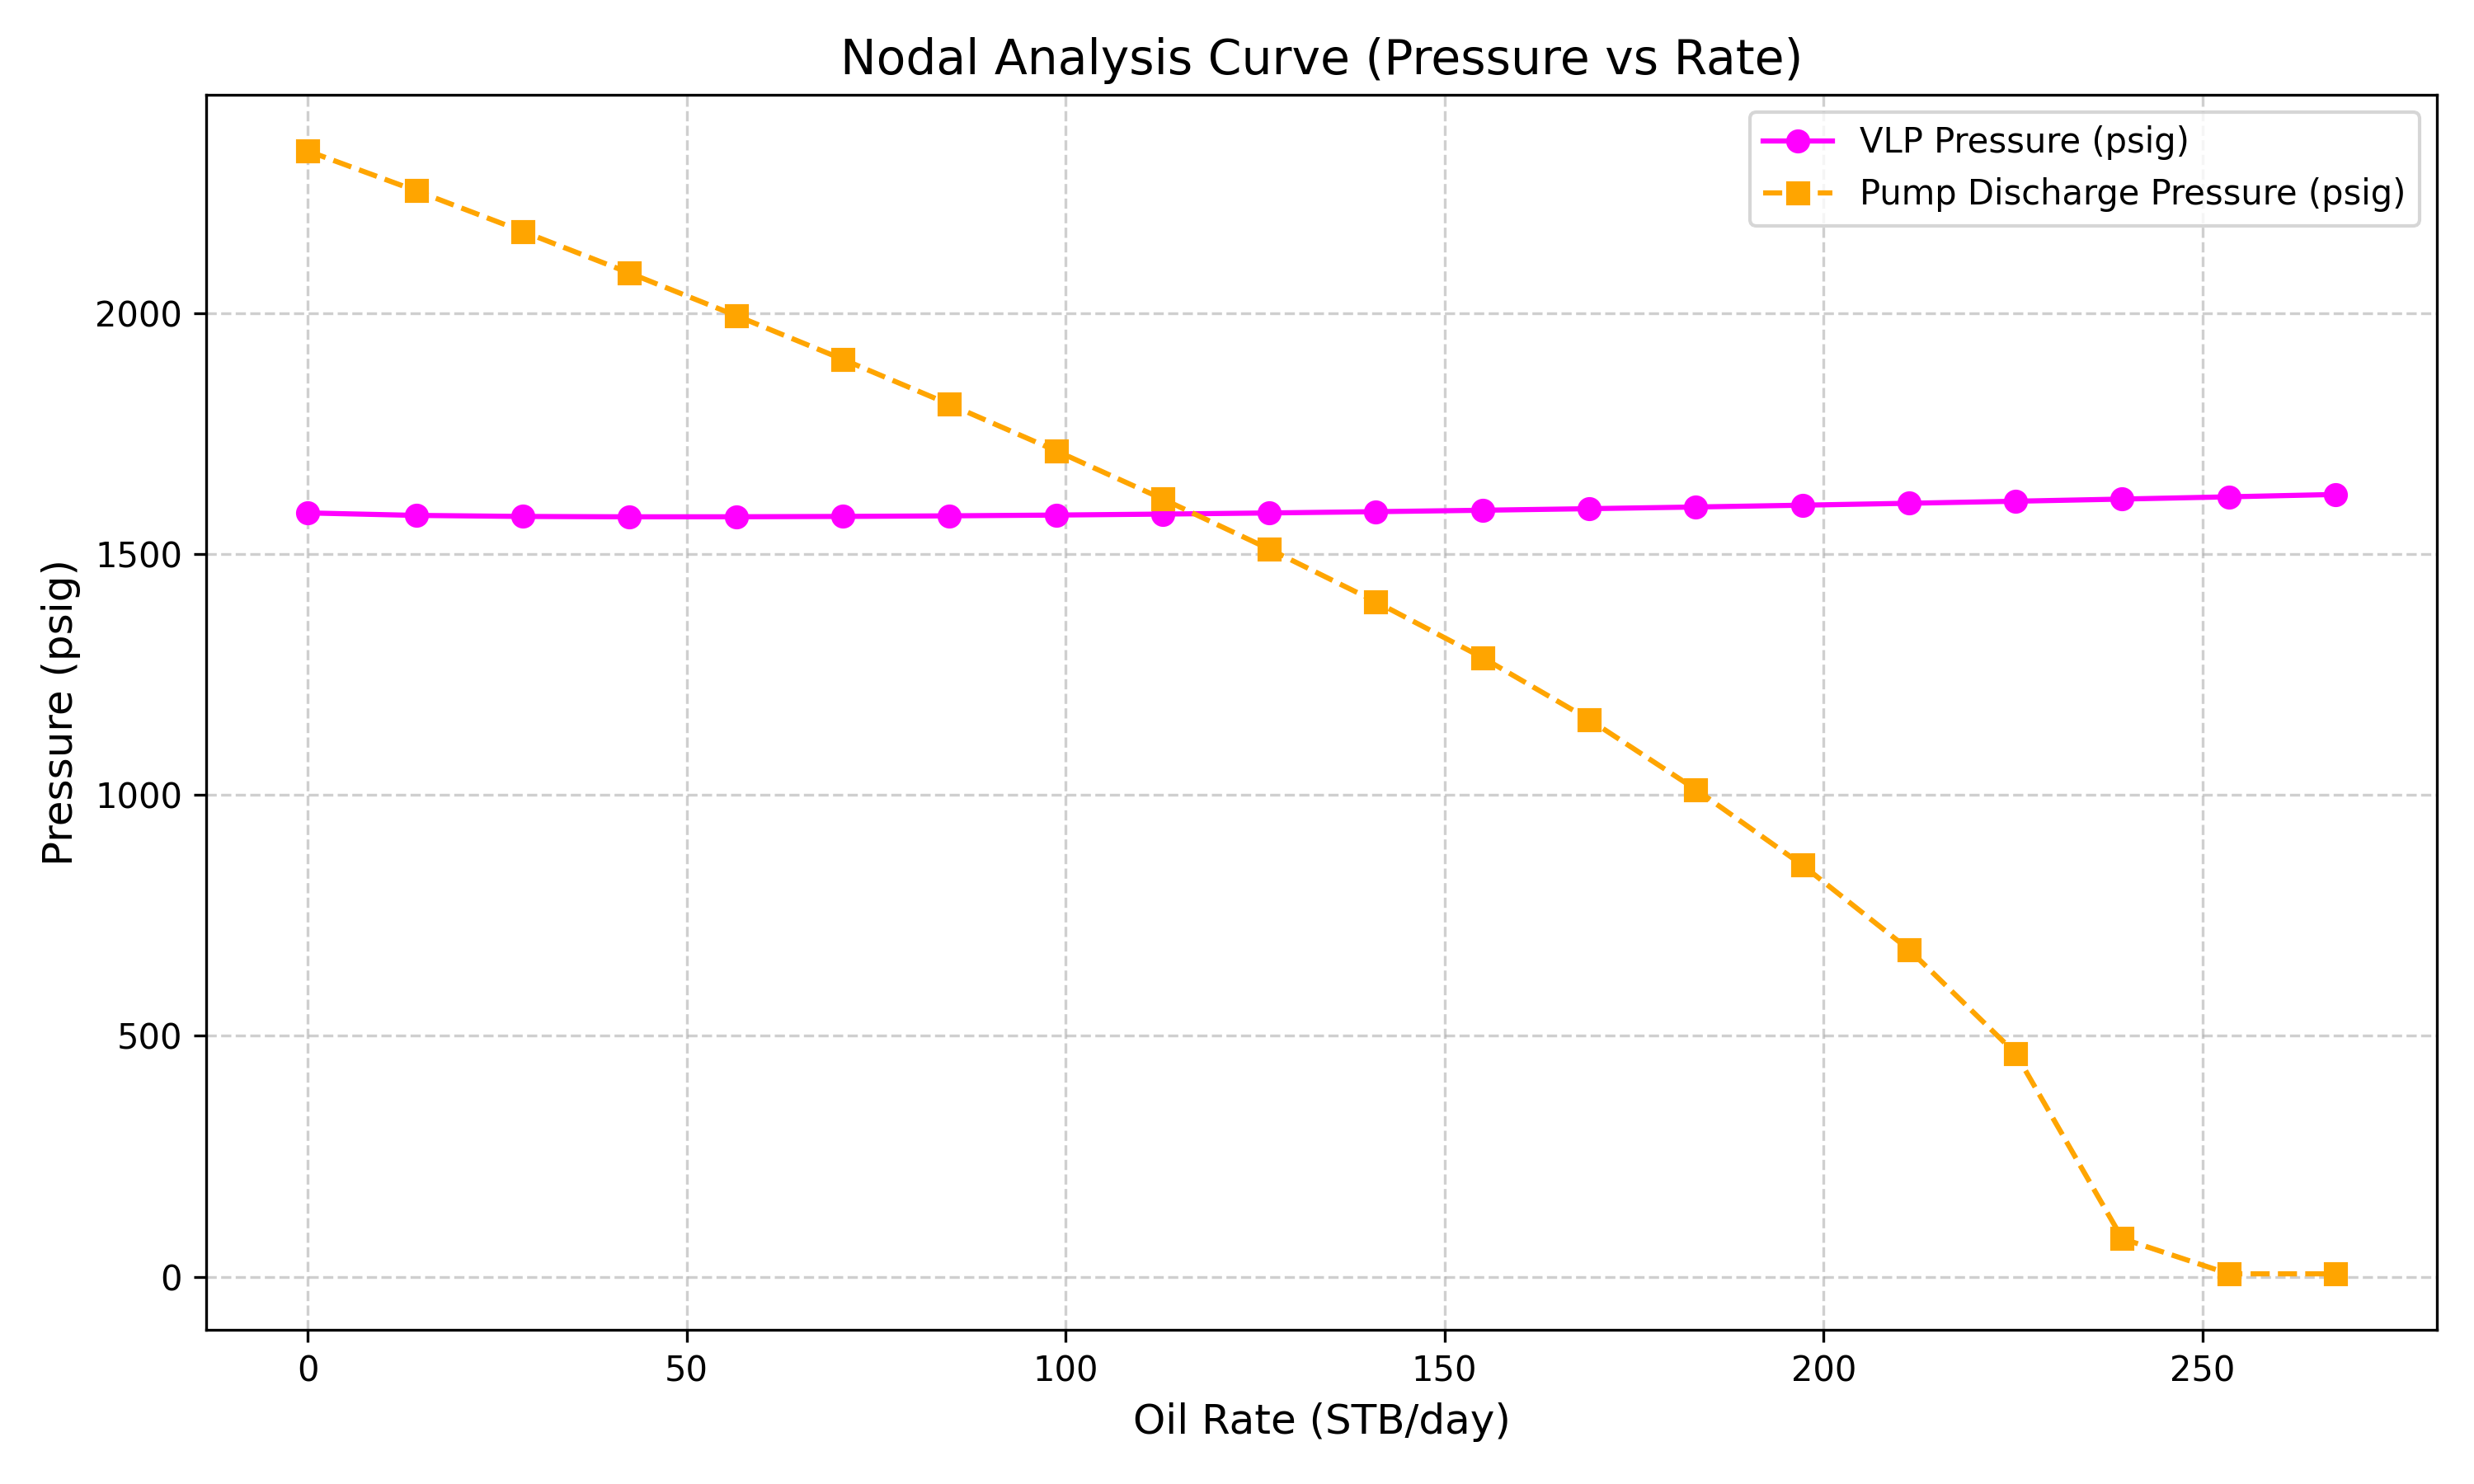 Nodal Analysis Curve (Pressure vs Rate)
VLP Pressure (psig)
Pump Discharge Pressure (psig)
Pressure (psig)
2000
1500
1000
500
0
0 50 100 150 200 250
Oil Rate (STB/day)